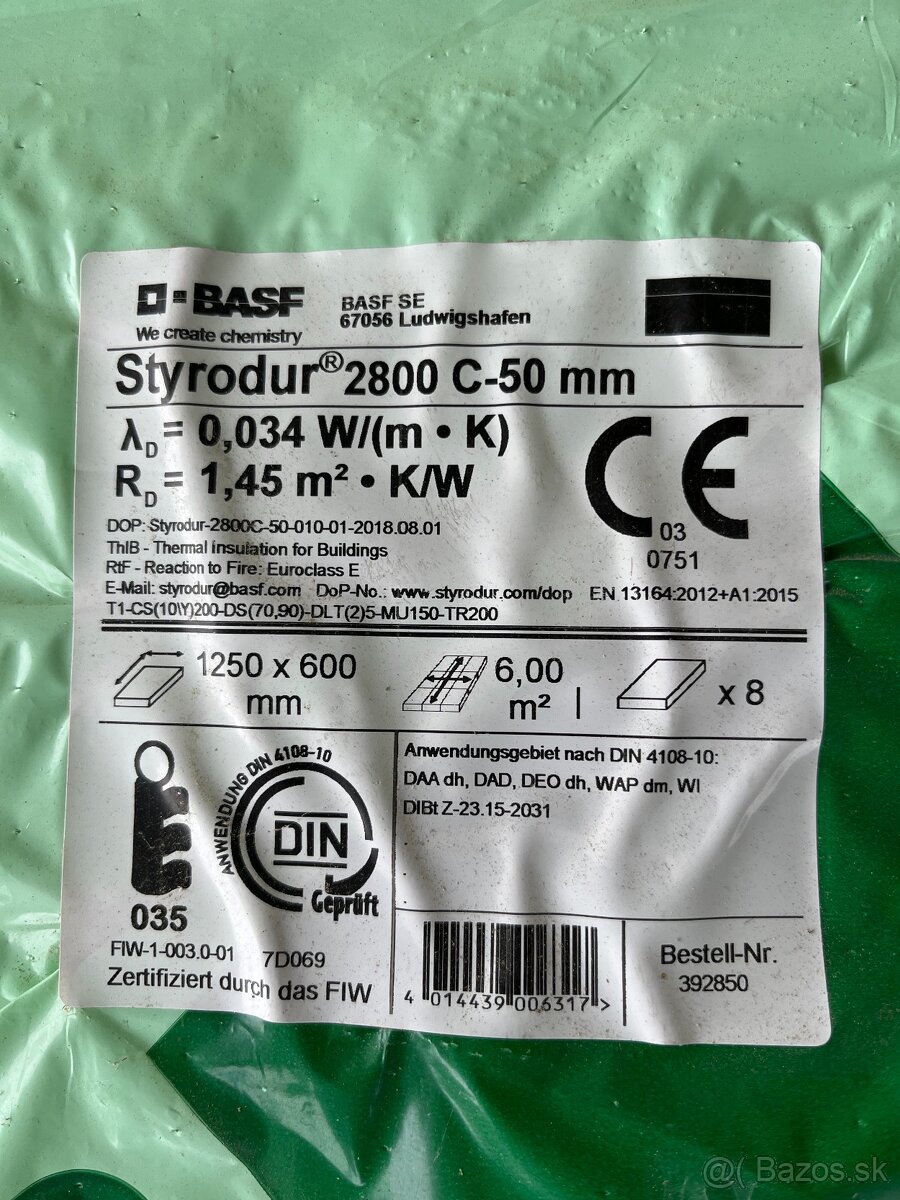 BASF
We create chemistry
BASF SE
67056 Ludwigshafen
Styrodur® 2800 C-50 mm
λD = 0,034 W/(m • K)
RD = 1,45 m² • K/W
CE
03
0751
DOP: Styrodur-2800C-50-010-01-2018.08.01
ThIB - Thermal insulation for Buildings
RtF - Reaction to Fire: Euroclass E
E-Mail: styrodur@basf.com DoP-No.: www.styrodur.com/dop EN 13164:2012+A1:2015
T1-CS(10\Y)200-DS(70,90)-DLT(2)5-MU150-TR200
1250 x 600
mm
6,00
m²
x 8
ANWENDUNG DIN 4108-10
DIN
Geprüft
035
FIW-1-003.0-01 7D069
Zertifiziert durch das FIW
Anwendungsgebiet nach DIN 4108-10:
DAA dh, DAD, DEO dh, WAP dm, WI
DIBt Z-23.15-2031
4 014439 006317 >
Bestell-Nr.
392850
@( Bazos.sk